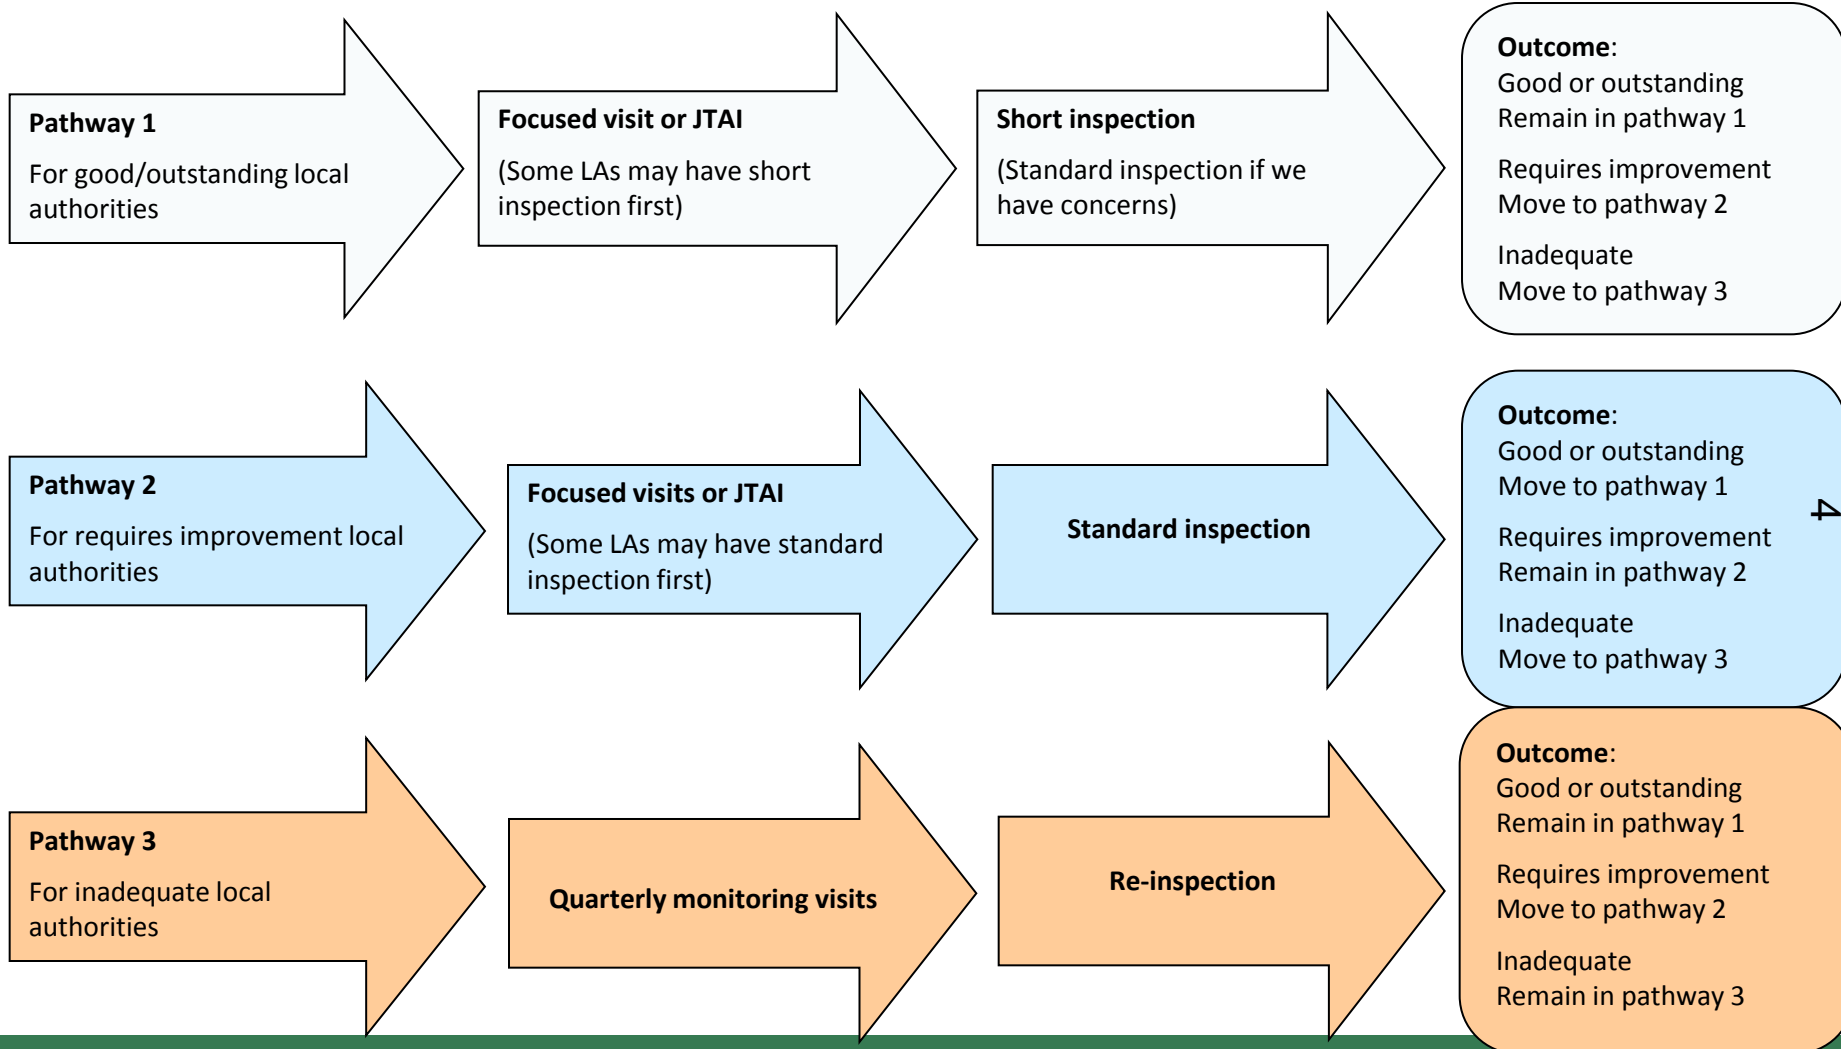 Pathway 1
For good/outstanding local
authorities
Focused visit or JTAI
(Some LAs may have short
inspection first)
Short inspection
(Standard inspection if we
have concerns)
Outcome:
Good or outstanding
Remain in pathway 1
Requires improvement
Move to pathway 2
Inadequate
Move to pathway 3
Pathway 2
For requires improvement local
authorities
Focused visits or JTAI
(Some LAs may have standard
inspection first)
Standard inspection
Outcome:
Good or outstanding
Move to pathway 1
Requires improvement
Remain in pathway 2
Inadequate
Move to pathway 3
4
Pathway 3
For inadequate local
authorities
Quarterly monitoring visits
Re-inspection
Outcome:
Good or outstanding
Remain in pathway 1
Requires improvement
Move to pathway 2
Inadequate
Remain in pathway 3